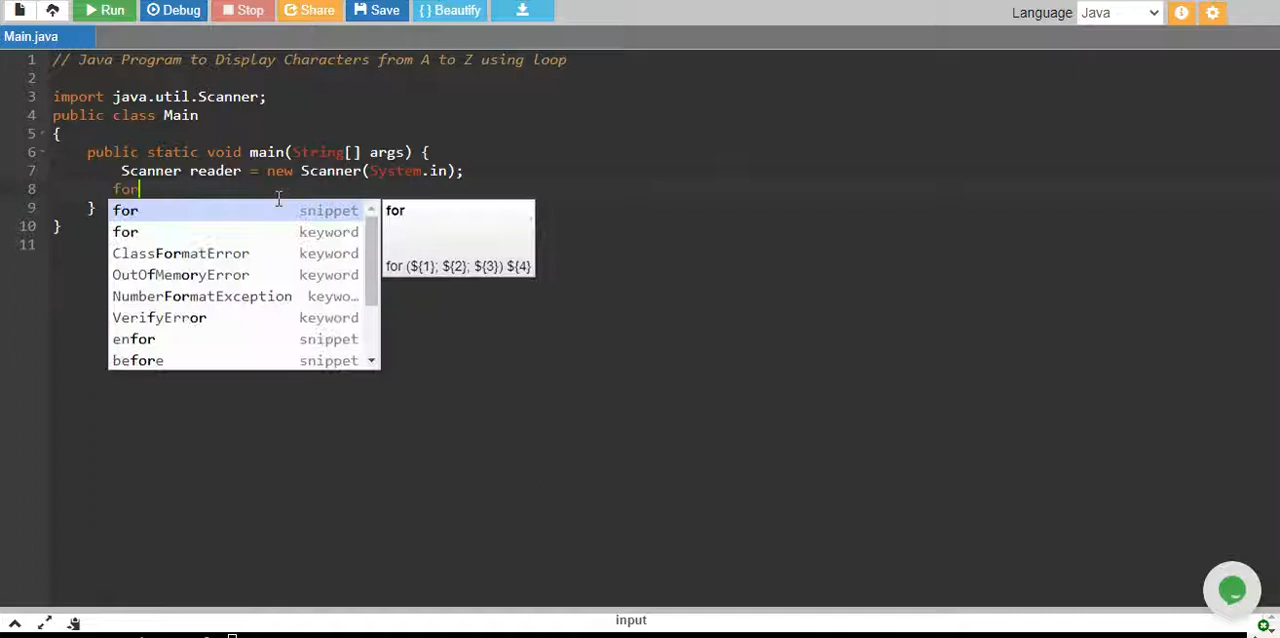 Run Debug Stop Share Save { } Beautify Language Java
Main.java
1 // Java Program to Display Characters from A to Z using loop
2
3 import java.util.Scanner;
4 public class Main
5 {
6 public static void main(String[] args) {
7 Scanner reader = new Scanner(System.in);
8 for
9 }
10 }
11
for snippet
for keyword
ClassFormatError keyword
OutOfMemoryError keyword
NumberFormatException keywo...
VerifyError keyword
enfor snippet
before snippet
for
for (${1}; ${2}; ${3}) ${4}
input